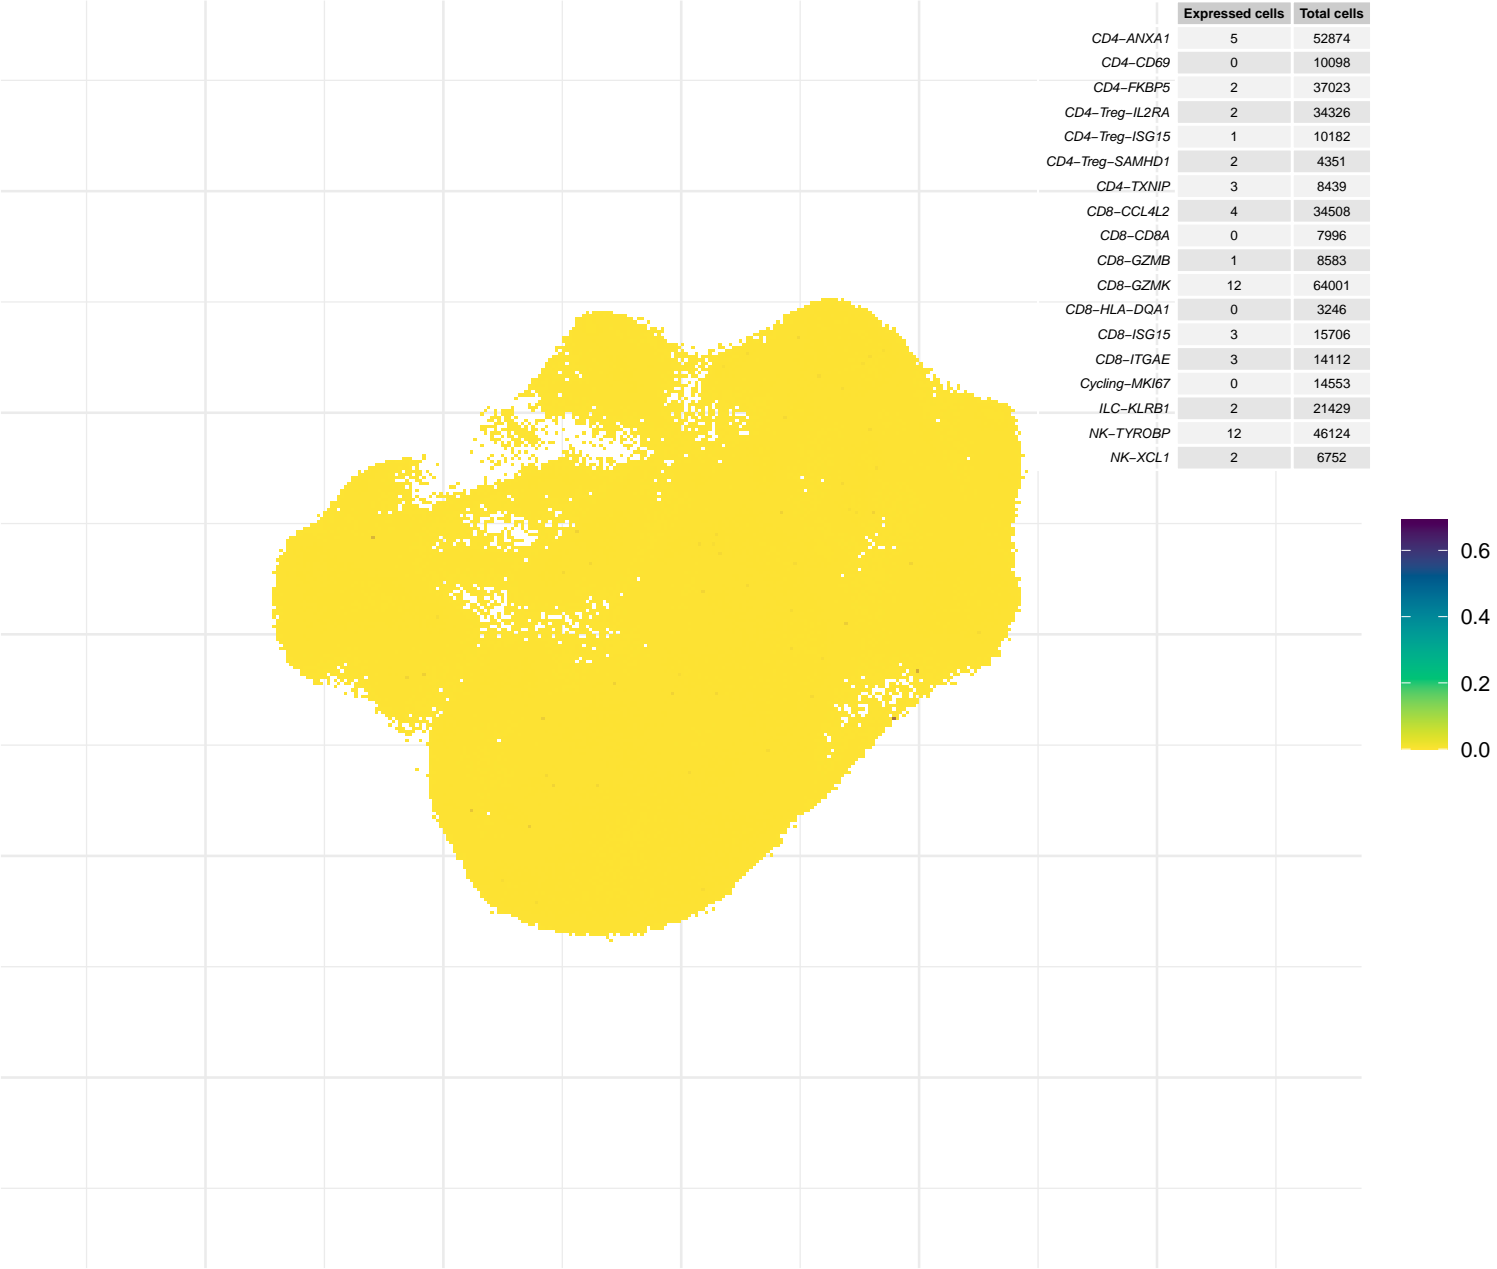 Expressed cells Total cells
CD4−ANXA1 5 52874
CD4−CD69 0 10098
CD4−FKBP5 2 37023
CD4−Treg−IL2RA 2 34326
CD4−Treg−ISG15 1 10182
CD4−Treg−SAMHD1 2 4351
CD4−TXNIP 3 8439
CD8−CCL4L2 4 34508
CD8−CD8A 0 7996
CD8−GZMB 1 8583
CD8−GZMK 12 64001
CD8−HLA−DQA1 0 3246
CD8−ISG15 3 15706
CD8−ITGAE 3 14112
Cycling−MKI67 0 14553
ILC−KLRB1 2 21429
NK−TYROBP 12 46124
NK−XCL1 2 6752
0.6
0.4
0.2
0.0